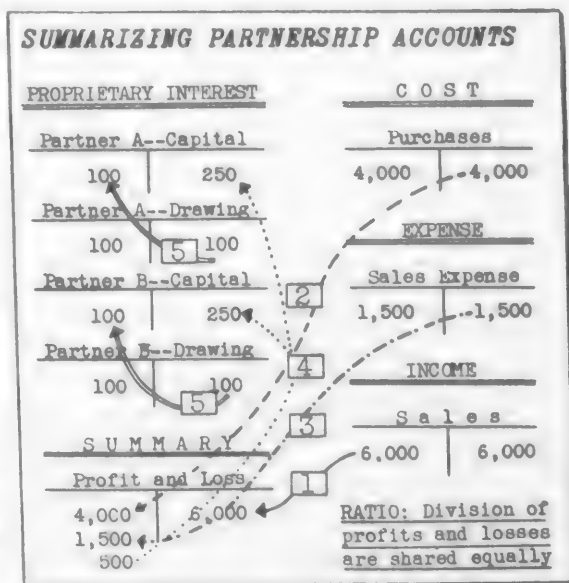 SUMMARIZING PARTNERSHIP ACCOUNTS
PROPRIETARY INTEREST
Partner A--Capital
100 250
Partner A--Drawing
100 5 100
Partner B--Capital
100 250
Partner B--Drawing
100 5 100
SUMMARY
Profit and Loss
4,000 6,000
1,500
500
2
4
3
1
COST
Purchases
4,000 4,000
EXPENSE
Sales Expense
1,500 1,500
INCOME
Sales
6.000 6,000
RATIO: Division of
profits and losses
are shared equally